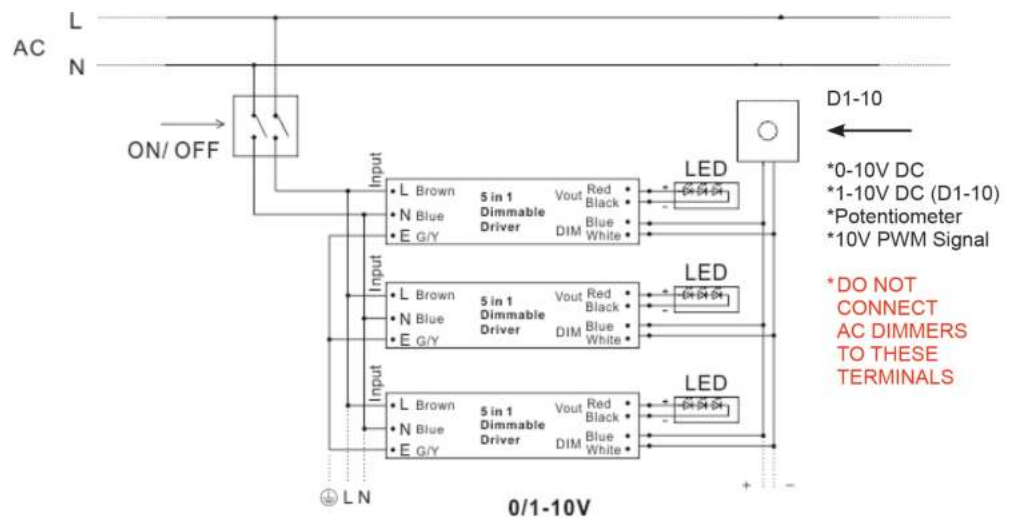 L
AC
N
D1-10
ON/ OFF
*0-10V DC
*1-10V DC (D1-10)
*Potentiometer
*10V PWM Signal
*DO NOT
CONNECT
AC DIMMERS
TO THESE
TERMINALS
Input
L Brown
N Blue
E G/Y
5 in 1
Dimmable
Driver
Vout Red
Black
DIM Blue
White
LED
+
-
Input
L Brown
N Blue
E G/Y
5 in 1
Dimmable
Driver
Vout Red
Black
DIM Blue
White
LED
+
-
Input
L Brown
N Blue
E G/Y
5 in 1
Dimmable
Driver
Vout Red
Black
DIM Blue
White
LED
+
-
L N
+ -
0/1-10V